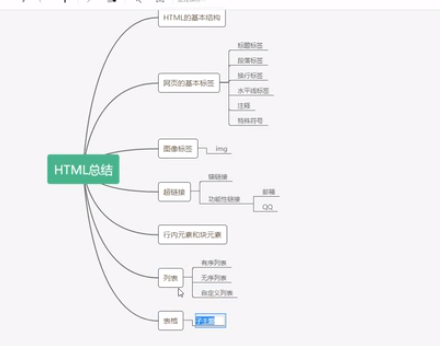 HTML的基本结构
标题标签
段落标签
网页的基本标签
换行标签
水平线标签
注释
特殊符号
图像标签
img
HTML总结
超链接
链接
功能性链接
邮箱
QQ
行内元素和块元素
列表
有序列表
无序列表
自定义列表
表格
子主题